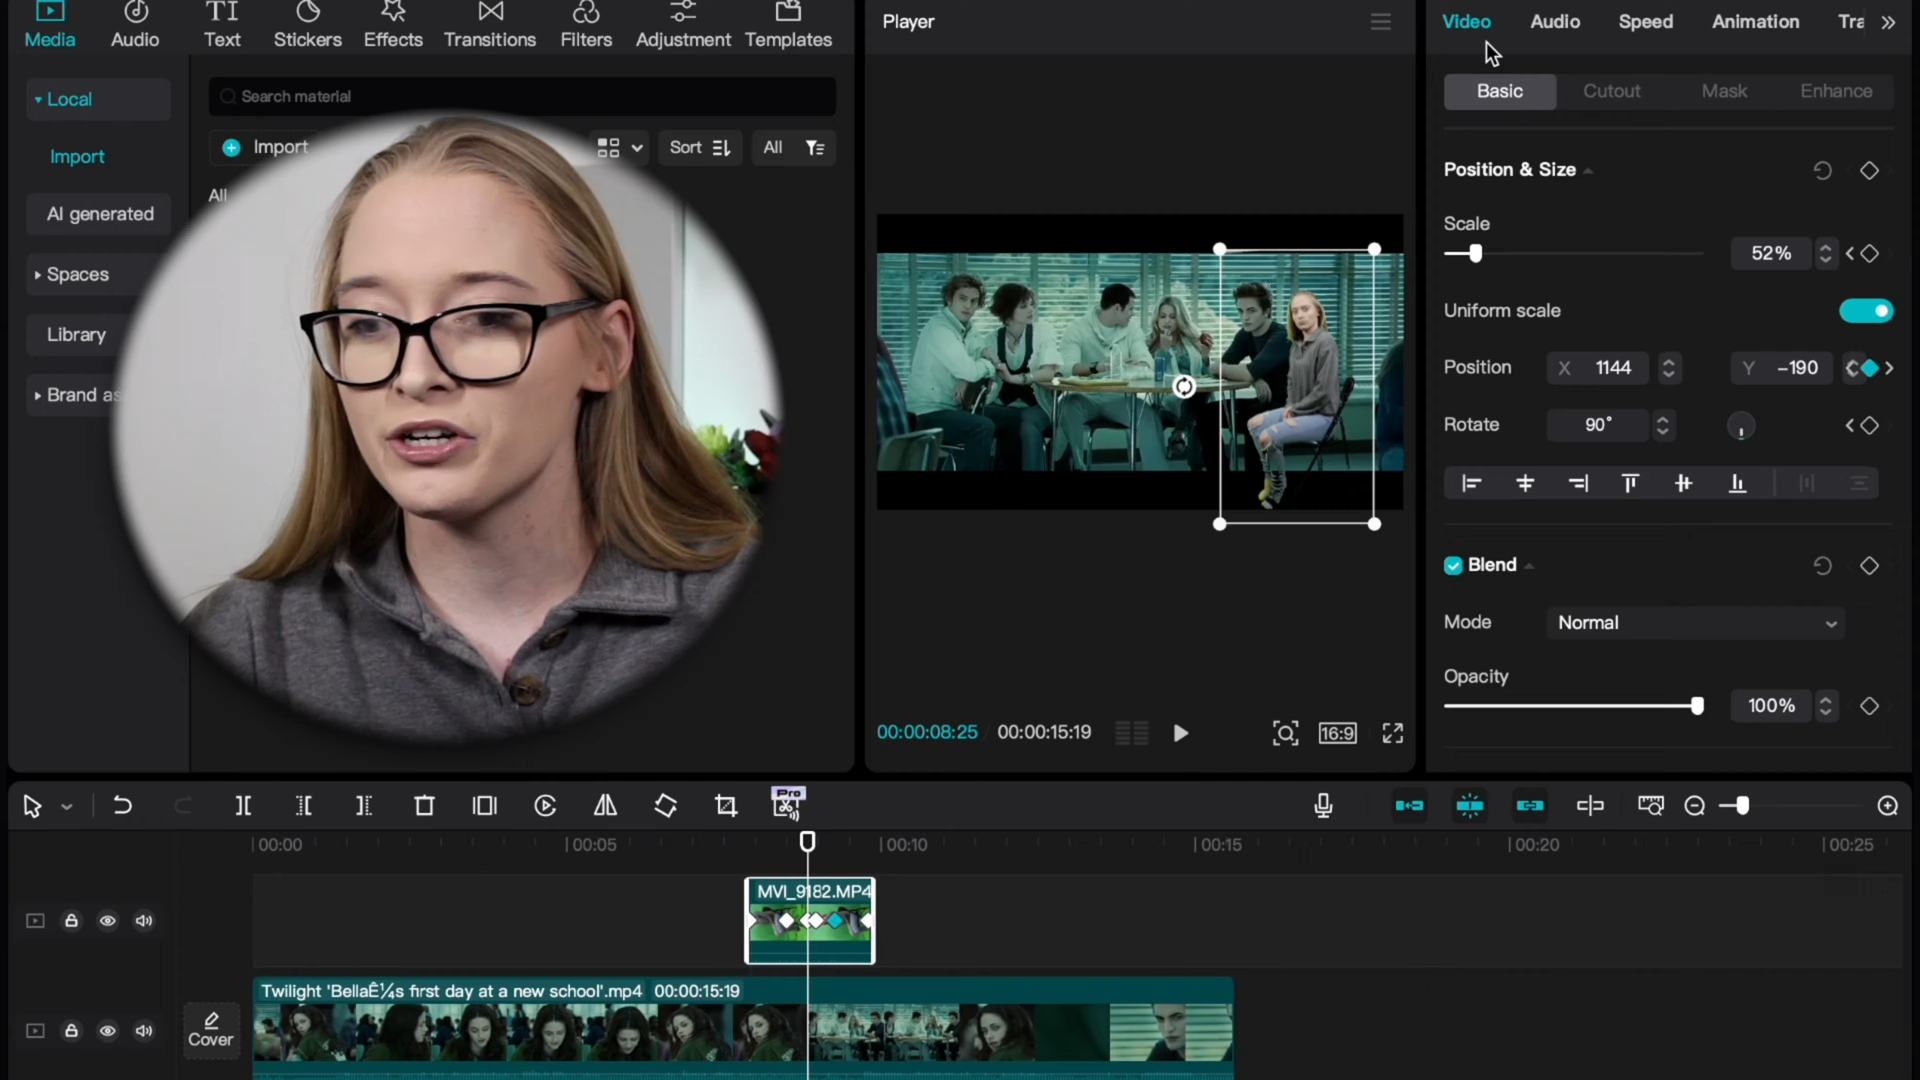 Media
Audio
Text
Stickers
Effects
Transitions
Filters
Adjustment
Templates
Local
Import
AI generated
Spaces
Library
Brand as
Search material
Import
Sort
All
All
Player
00:00:08:25
00:00:15:19
16:9
Video
Audio
Speed
Animation
Tra
Basic
Cutout
Mask
Enhance
Position & Size
Scale
52%
Uniform scale
Position
X 1144
Y -190
Rotate
90°
Blend
Mode
Normal
Opacity
100%
Pro
00:00
00:05
00:10
00:15
00:20
00:25
MVI_9182.MP4
Cover
Twilight 'BellaÊ¼s first day at a new school'.mp4 00:00:15:19